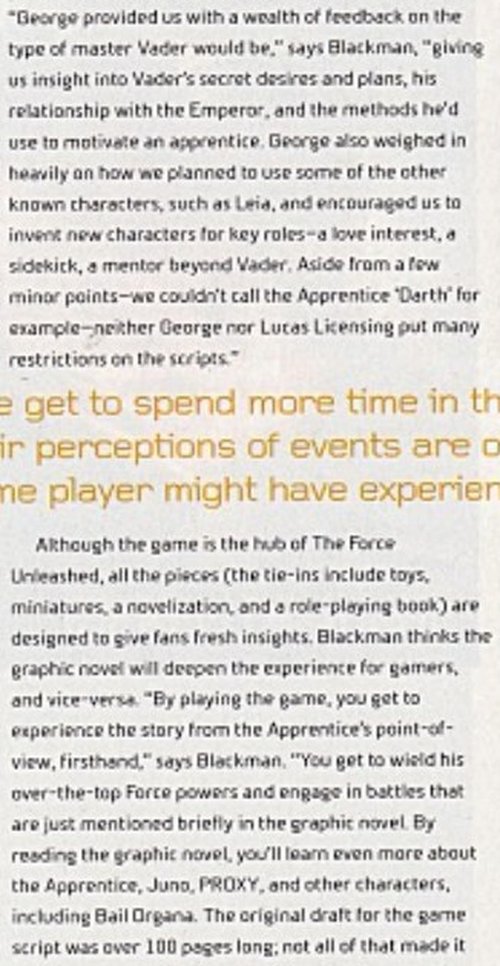 "George provided us with a wealth of feedback on the
type of master Vader would be," says Blackman, "giving
us insight into Vader's secret desires and plans, his
relationship with the Emperor, and the methods he'd
use to motivate an apprentice. George also weighed in
heavily on how we planned to use some of the other
known characters, such as Leia, and encouraged us to
invent new characters for key roles—a love interest, a
sidekick, a mentor beyond Vader. Aside from a few
minor points—we couldn't call the Apprentice 'Darth' for
example—neither George nor Lucas Licensing put many
restrictions on the scripts."
e get to spend more time in th
ir perceptions of events are o
me player might have experien
Although the game is the hub of The Force
Unleashed, all the pieces (the tie-ins include toys,
miniatures, a novelization, and a role-playing book) are
designed to give fans fresh insights. Blackman thinks the
graphic novel will deepen the experience for gamers,
and vice-versa. "By playing the game, you get to
experience the story from the Apprentice's point-of-
view, firsthand," says Blackman. "You get to wield his
over-the-top Force powers and engage in battles that
are just mentioned briefly in the graphic novel. By
reading the graphic novel, you'll learn even more about
the Apprentice, Juno, PROXY, and other characters,
including Bail Organa. The original draft for the game
script was over 100 pages long; not all of that made it